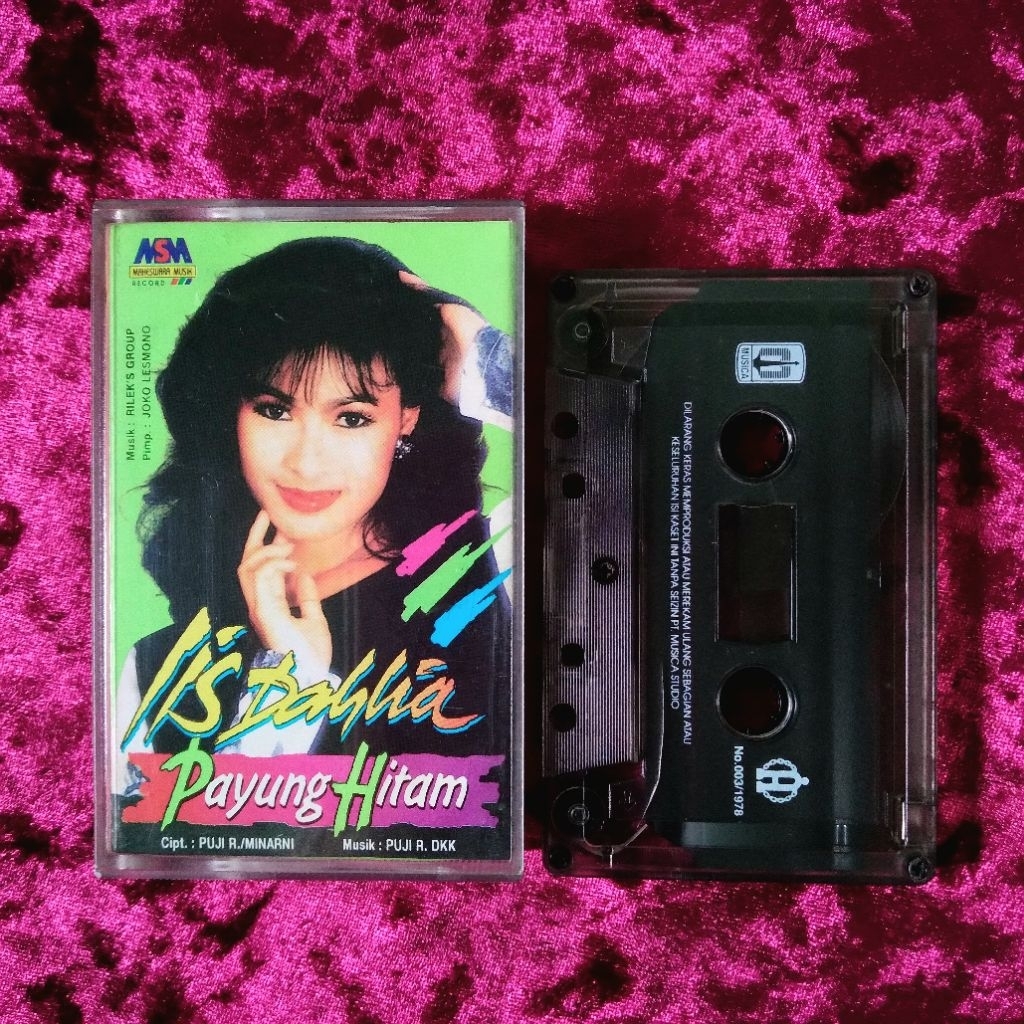 MSM
MAHESWARA MUSIK
RECORD
Musik : RILEK'S GROUP
Pimp. : JOKO LESMONO
Iis Dahlia
Payung Hitam
Cipt. : PUJI R./MINARNI
Musik : PUJI R. DKK
MUSICA
DILARANG KERAS MEMPRODUKSI ATAU MEREKAM ULANG SEBAGIAN ATAU
KESELURUHAN ISI KASET INI TANPA SEIZIN PT. MUSICA STUDIO
No.003/1978